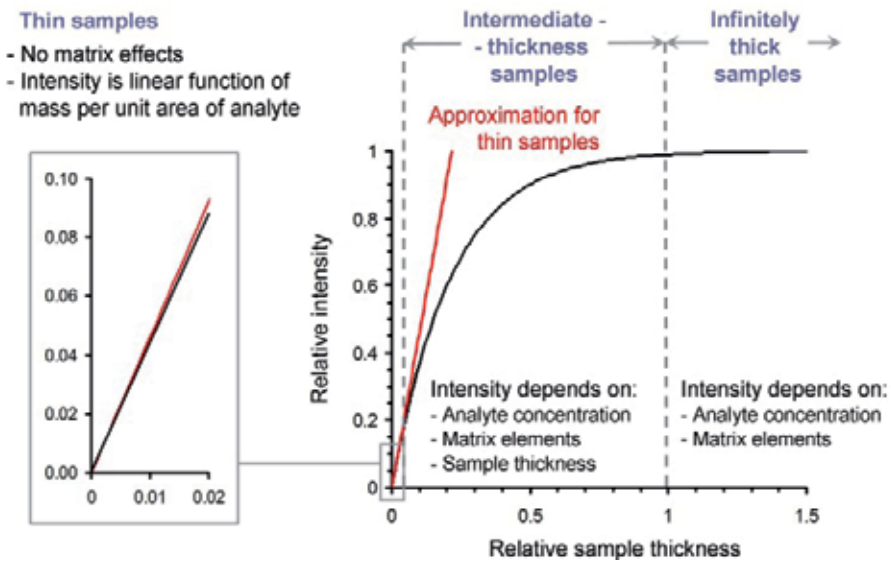 Thin samples
- No matrix effects
- Intensity is linear function of
mass per unit area of analyte
Intermediate -
- thickness
samples
Infinitely
thick
samples
Approximation for
thin samples
0.10
0.08
0.06
0.04
0.02
0.00
0
0.01
0.02
Relative intensity
1
0.8
0.6
0.4
0.2
0
Intensity depends on:
- Analyte concentration
- Matrix elements
- Sample thickness
Intensity depends on:
- Analyte concentration
- Matrix elements
0
0.5
1
1.5
Relative sample thickness